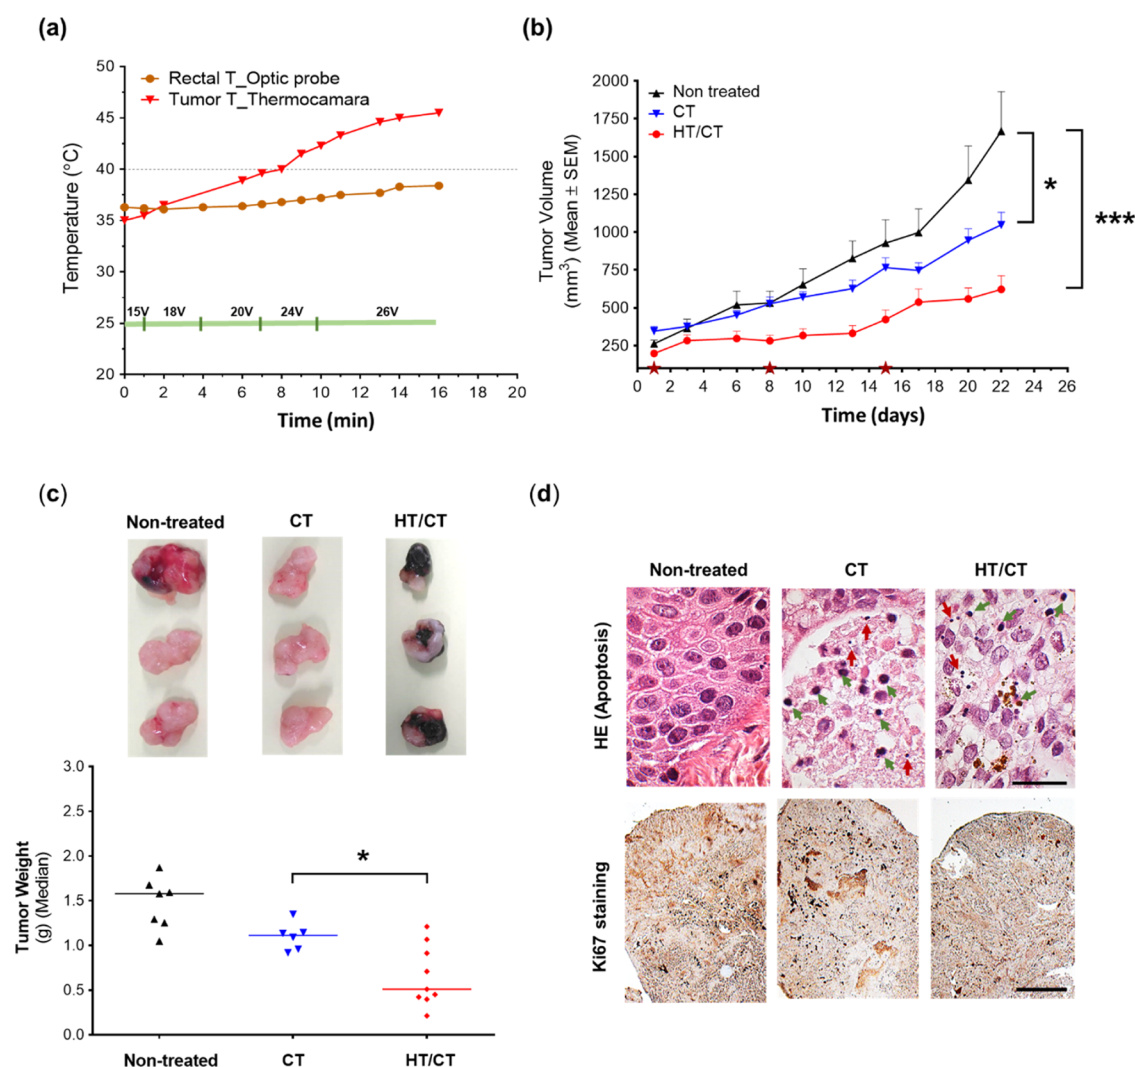 (a)
50
45
40
35
30
25
20
Temperature (°C)
Rectal T_Optic probe
Tumor T_Thermocamara
15V 18V 20V 24V 26V
0 2 4 6 8 10 12 14 16 18 20
Time (min)
(b)
2000
1750
1500
1250
1000
750
500
250
Tumor Volume
(mm3) (Mean ± SEM)
Non treated
CT
HT/CT
*
***
0 2 4 6 8 10 12 14 16 18 20 22 24 26
Time (days)
(c)
Non-treated CT HT/CT
3.0
2.5
2.0
1.5
1.0
0.5
0.0
Tumor Weight
(g) (Median)
*
Non-treated CT HT/CT
(d)
Non-treated CT HT/CT
HE (Apoptosis)
Ki67 staining